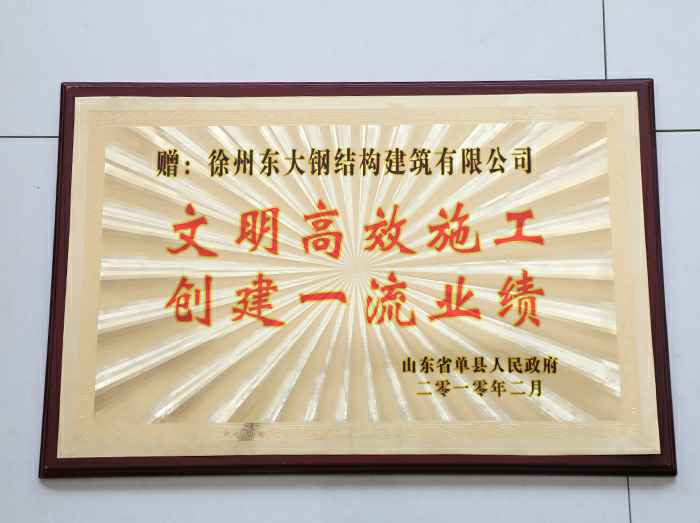 赠：徐州东大钢结构建筑有限公司
文明高效施工
创建一流业绩
山东省单县人民政府
二零一零年二月